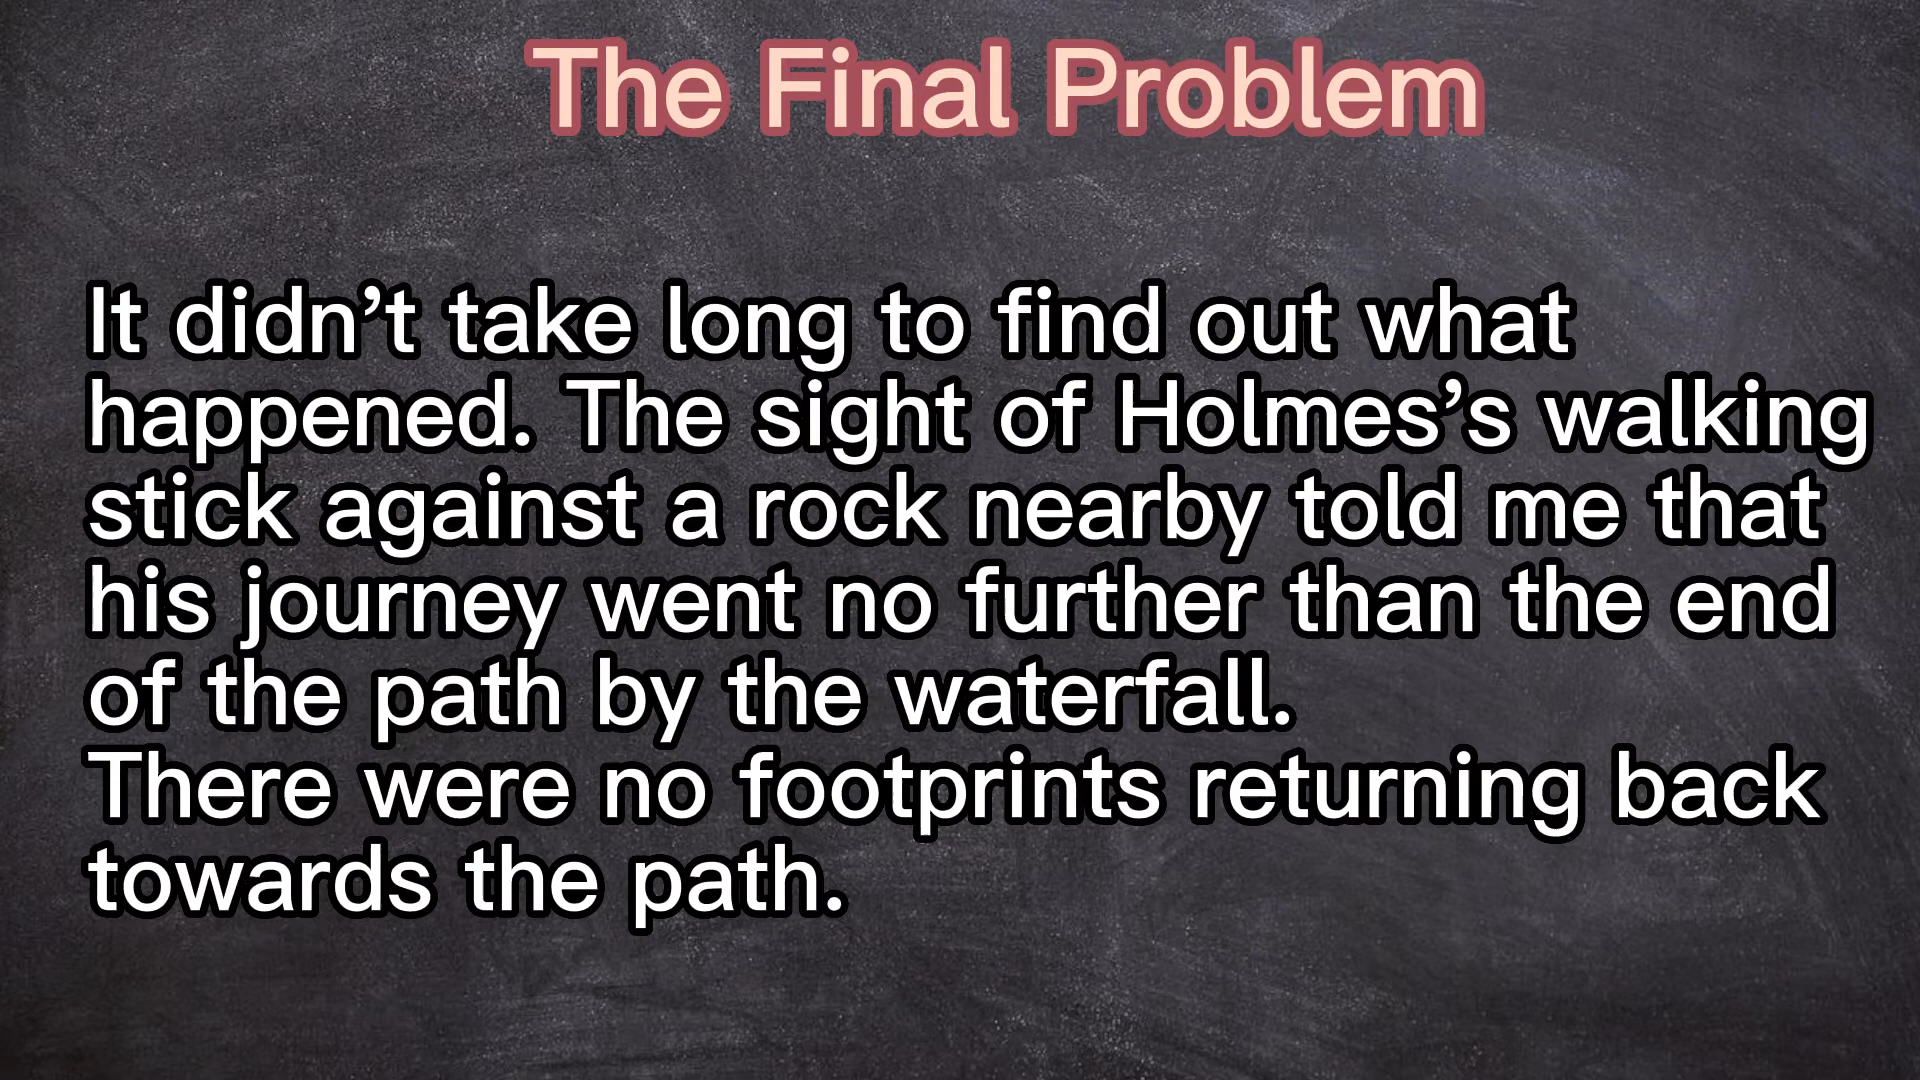 The Final Problem
It didn’t take long to find out what
happened. The sight of Holmes’s walking
stick against a rock nearby told me that
his journey went no further than the end
of the path by the waterfall.
There were no footprints returning back
towards the path.